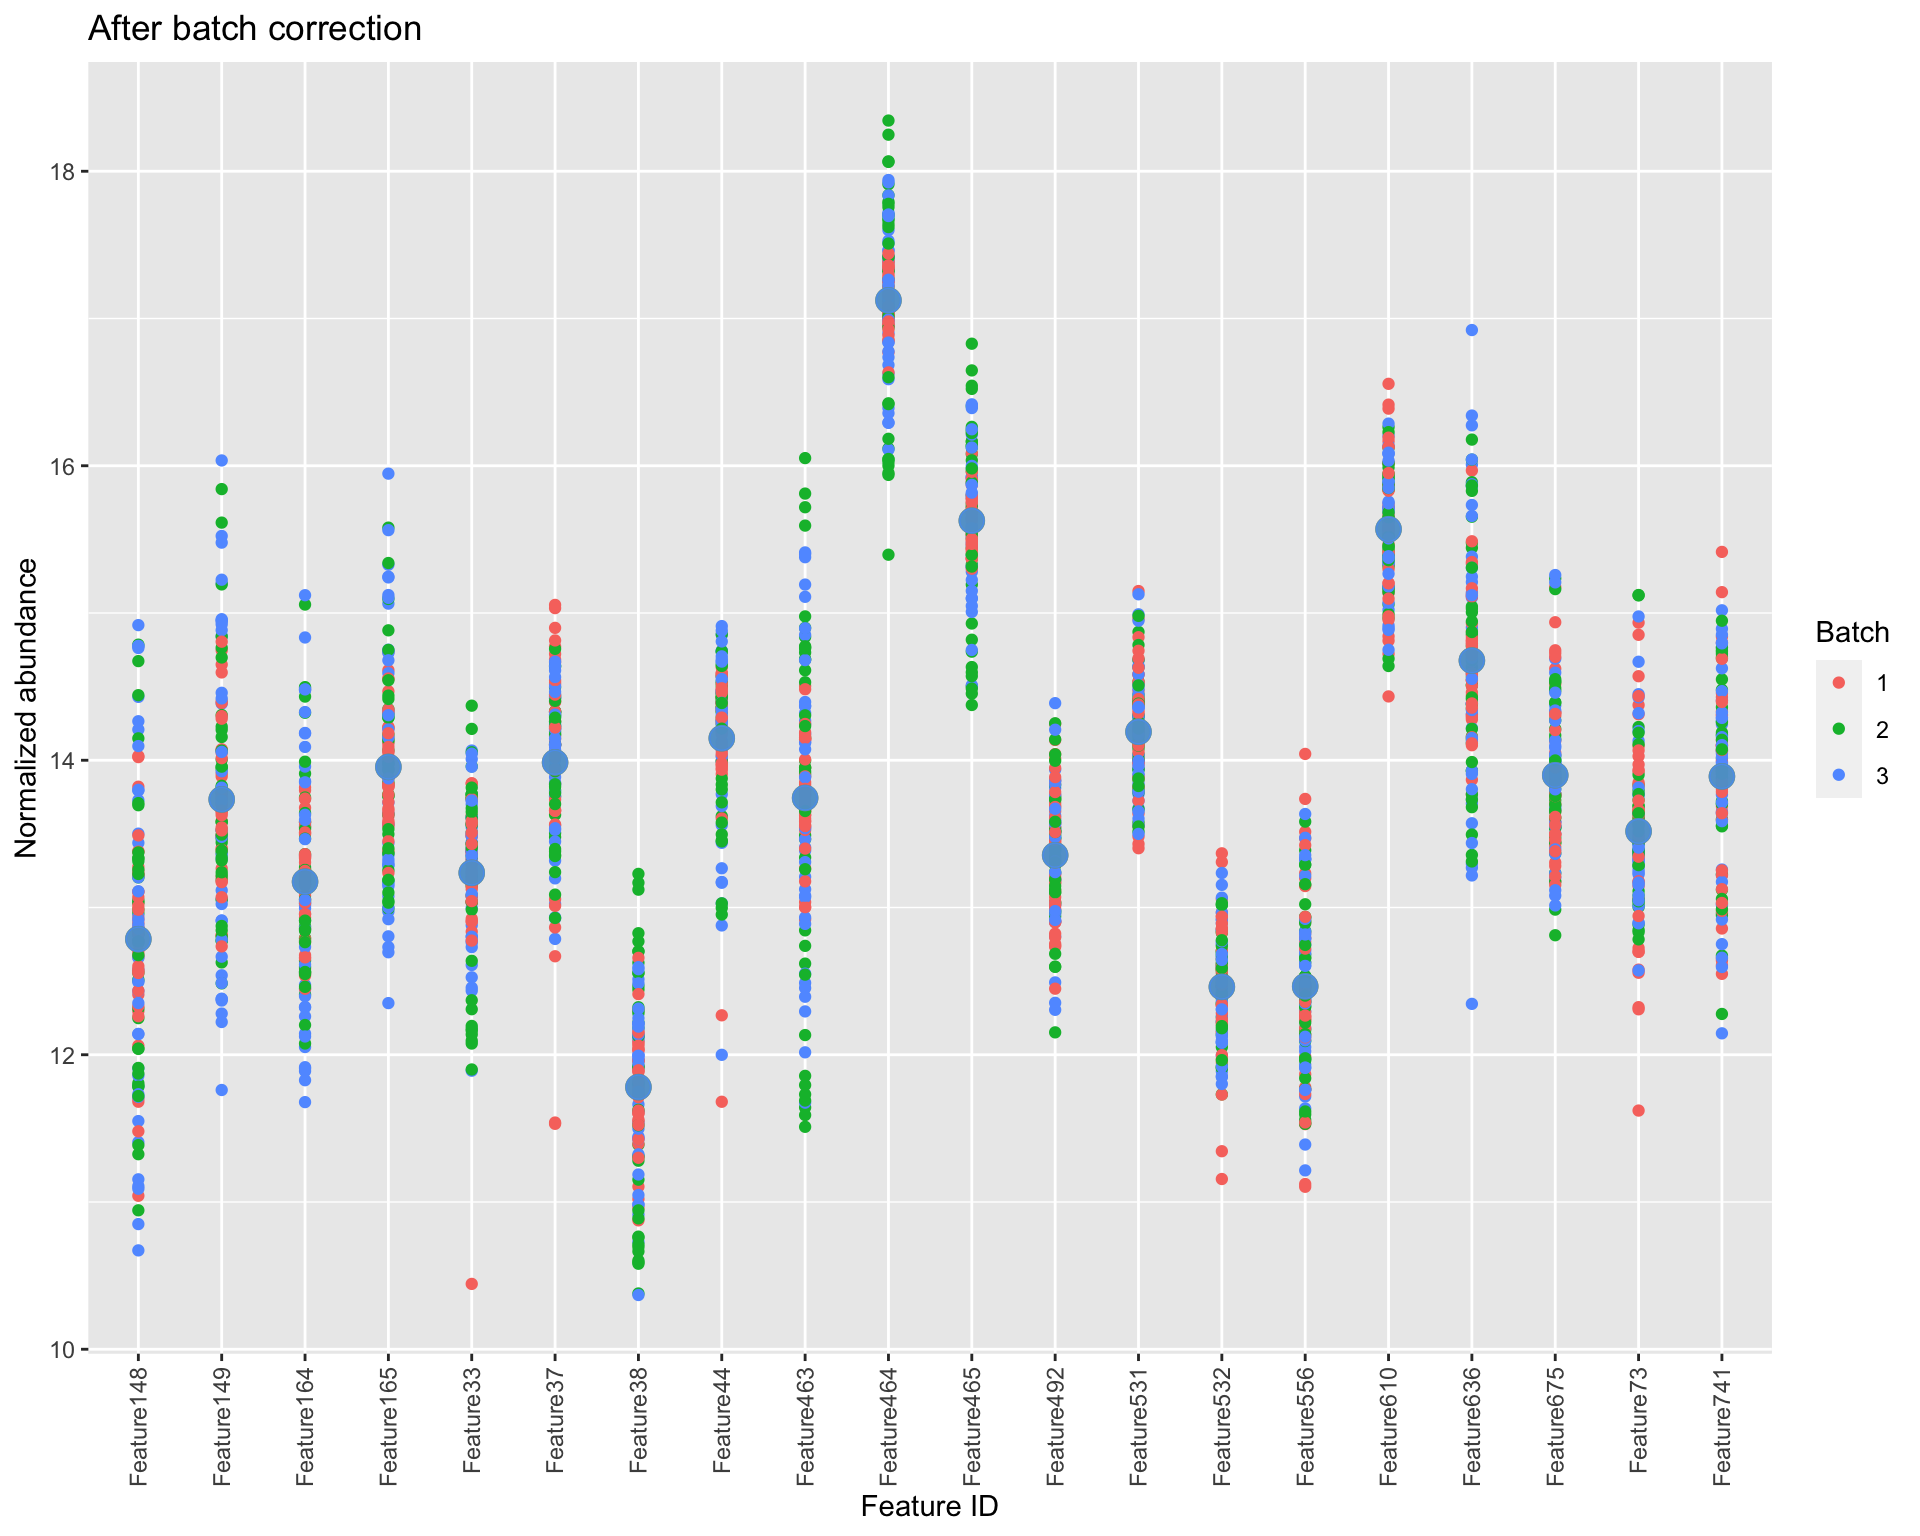 After batch correction
Normalized abundance
18
16
14
12
10
Feature148
Feature149
Feature164
Feature165
Feature33
Feature37
Feature38
Feature44
Feature463
Feature464
Feature465
Feature492
Feature531
Feature532
Feature556
Feature610
Feature636
Feature675
Feature73
Feature741
Feature ID
Batch
1
2
3